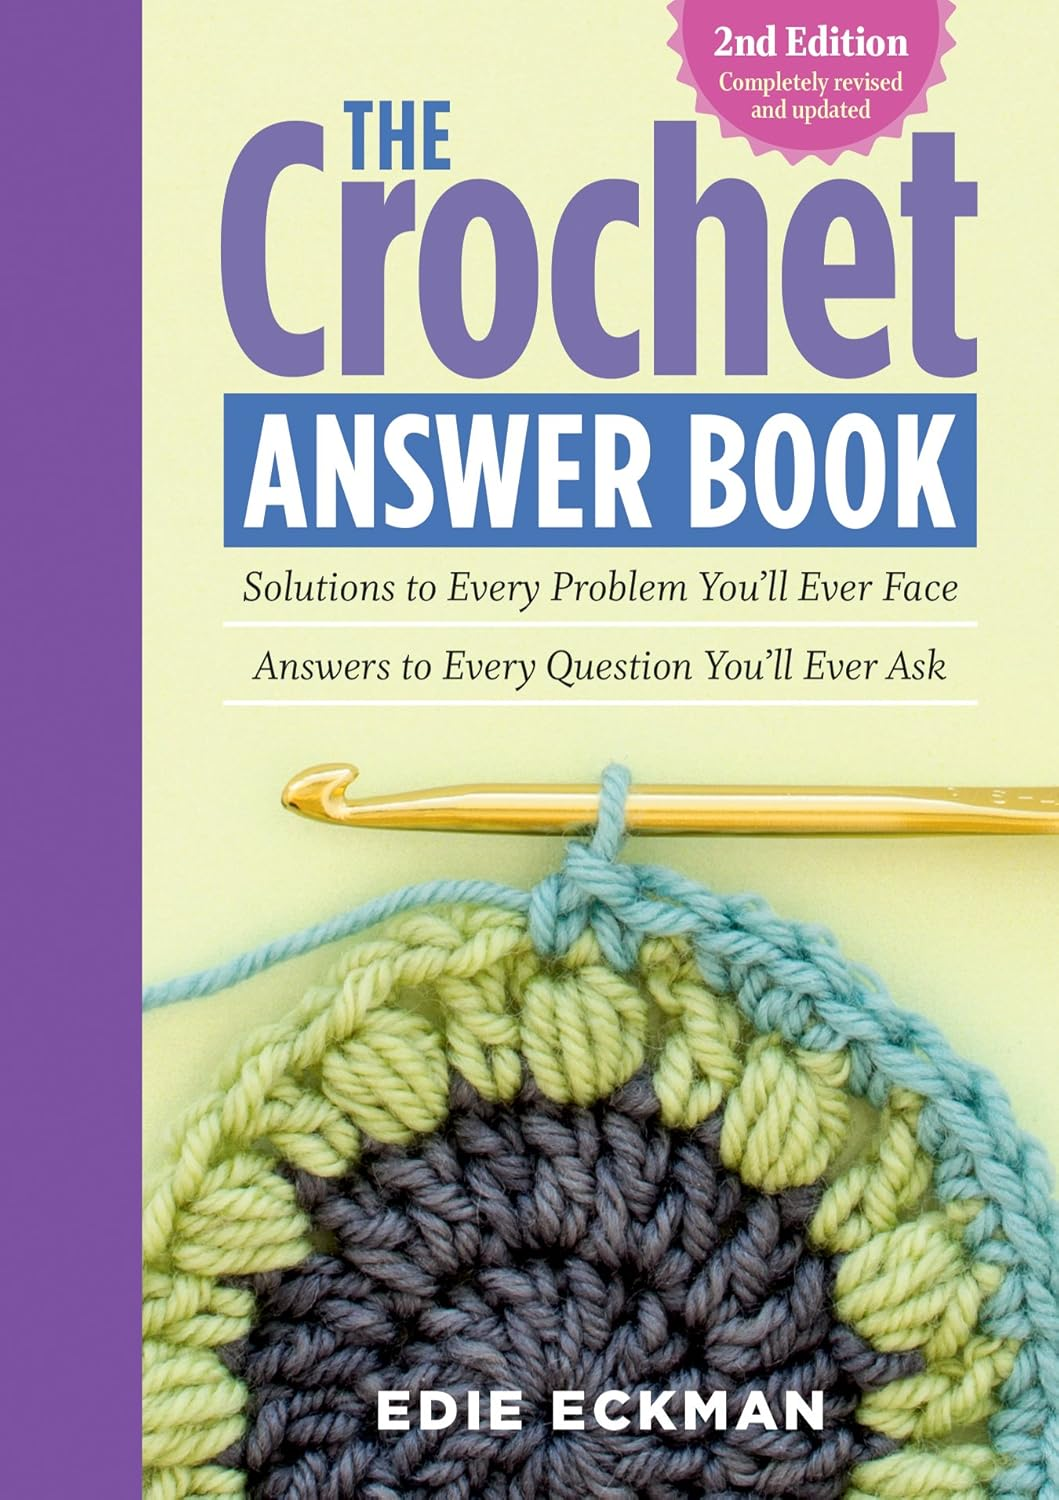 2nd Edition
Completely revised
and updated
THE
Crochet
ANSWER BOOK
Solutions to Every Problem You'll Ever Face
Answers to Every Question You'll Ever Ask
EDIE ECKMAN